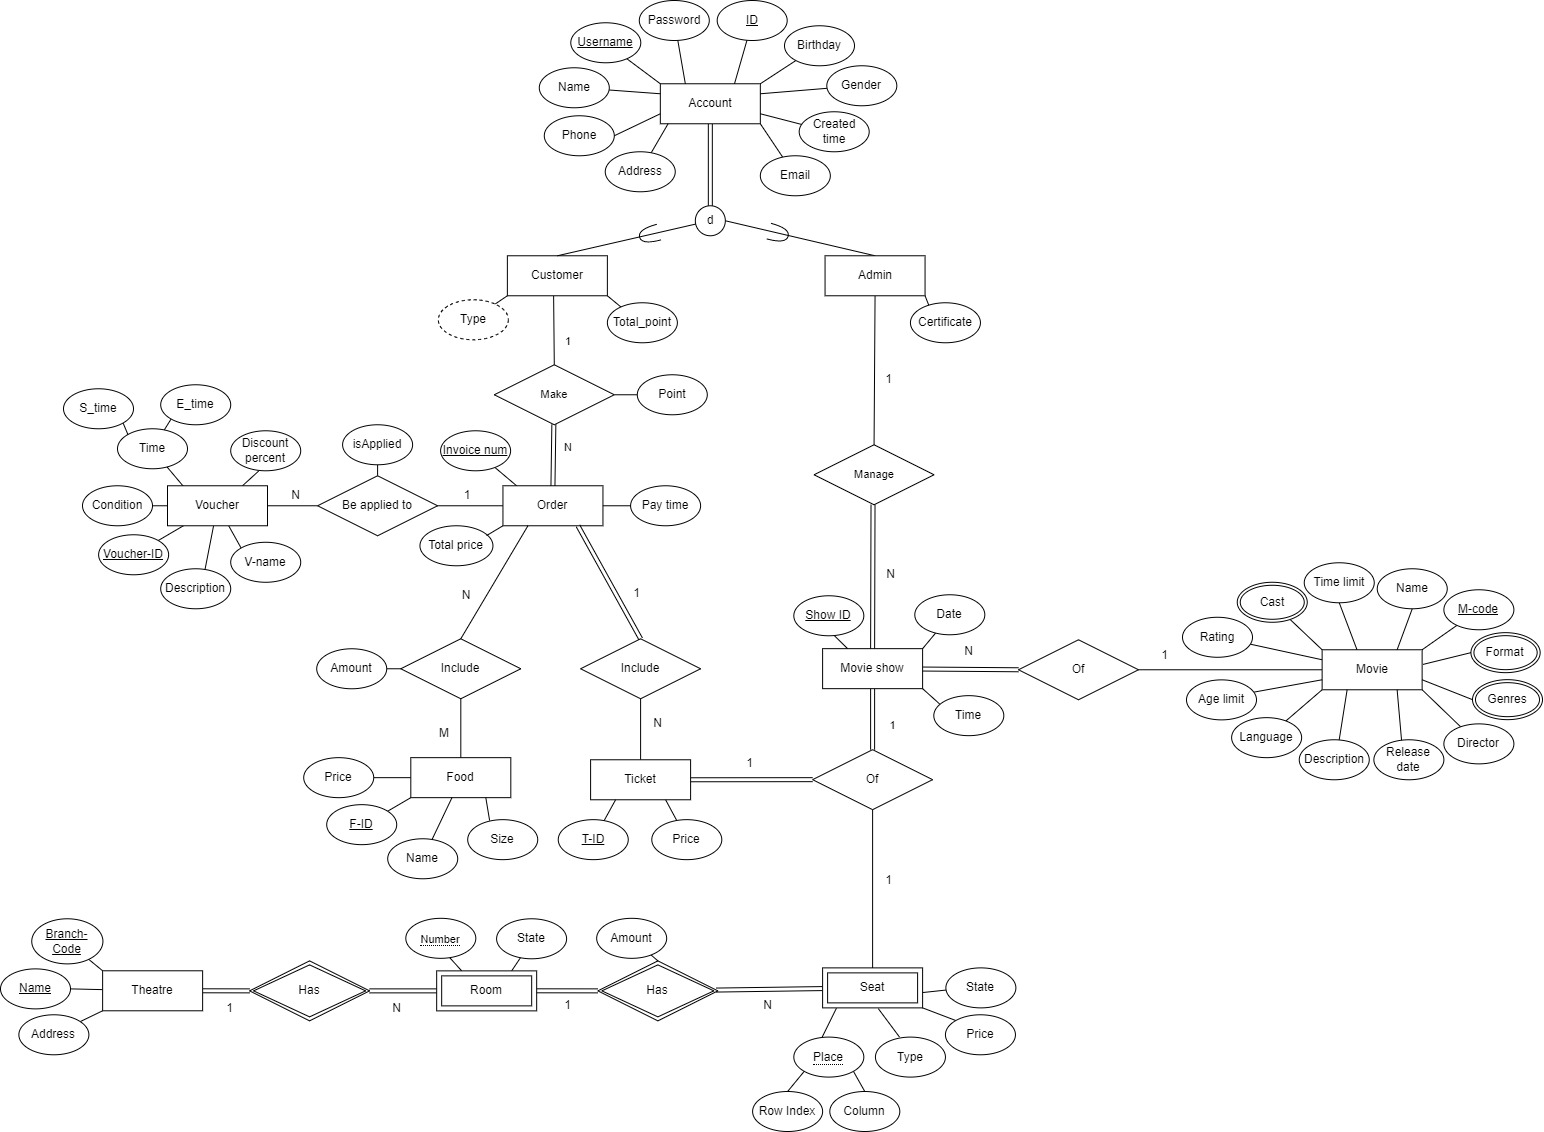 Password
ID
Username
Birthday
Name
Gender
Account
Phone
Created
time
Address
Email
d
Customer
Admin
Type
Total_point
Certificate
1
1
Make
Point
S_time
E_time
Time
Discount
percent
isApplied
Invoice num
N
Manage
Condition
Voucher
N
Be applied to
1
Order
Pay time
Voucher-ID
V-name
Total price
Description
N
1
N
Show ID
Date
Cast
Time limit
Name
M-code
Rating
Format
Amount
Include
Include
Movie show
N
Of
1
Movie
Age limit
Genres
M
N
Time
1
Language
Description
Release
date
Director
Price
Food
Ticket
1
Of
F-ID
Name
Size
T-ID
Price
1
Branch-
Code
Number
State
Amount
Name
Theatre
1
Has
N
Room
1
Has
N
Seat
State
Address
Price
Place
Type
Row Index
Column